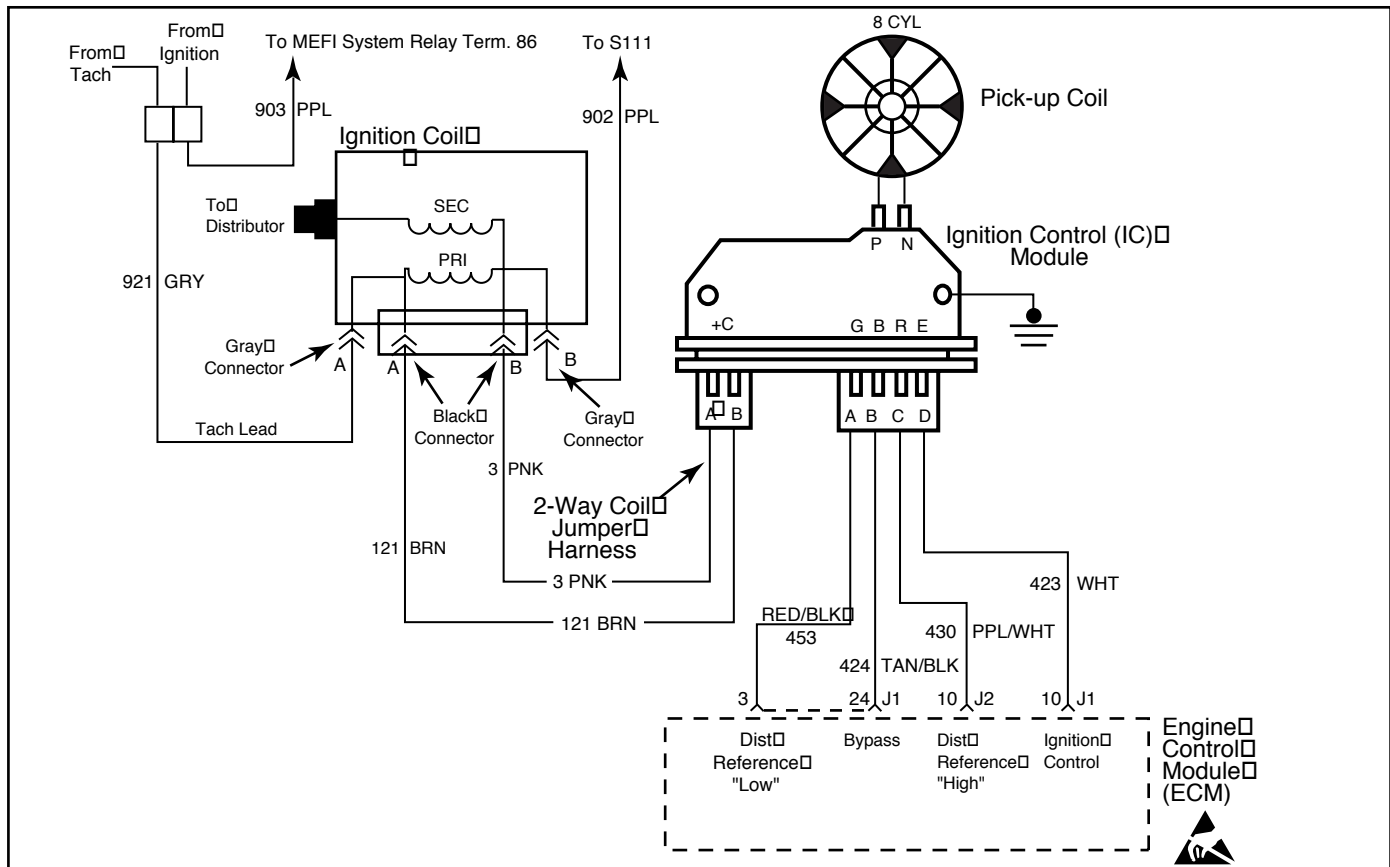 8 CYL
From□
Ignition
From□
Tach
To MEFI System Relay Term. 86
To S111
903 PPL
902 PPL
Pick-up Coil
Ignition Coil□
To□
Distributor
SEC
PRI
P N
Ignition Control (IC)□
Module
921 GRY
+C
G B R E
Gray□
Connector
A
A
B
B
Black□
Connector
Gray□
Connector
A B
A B C D
Tach Lead
3 PNK
2-Way Coil□
Jumper□
Harness
121 BRN
3 PNK
121 BRN
423 WHT
RED/BLK□
453
430 PPL/WHT
424 TAN/BLK
3
24 J1
10 J2
10 J1
Dist□
Reference□
"Low"
Bypass
Dist□
Reference□
"High"
Ignition□
Control
Engine□
Control□
Module□
(ECM)